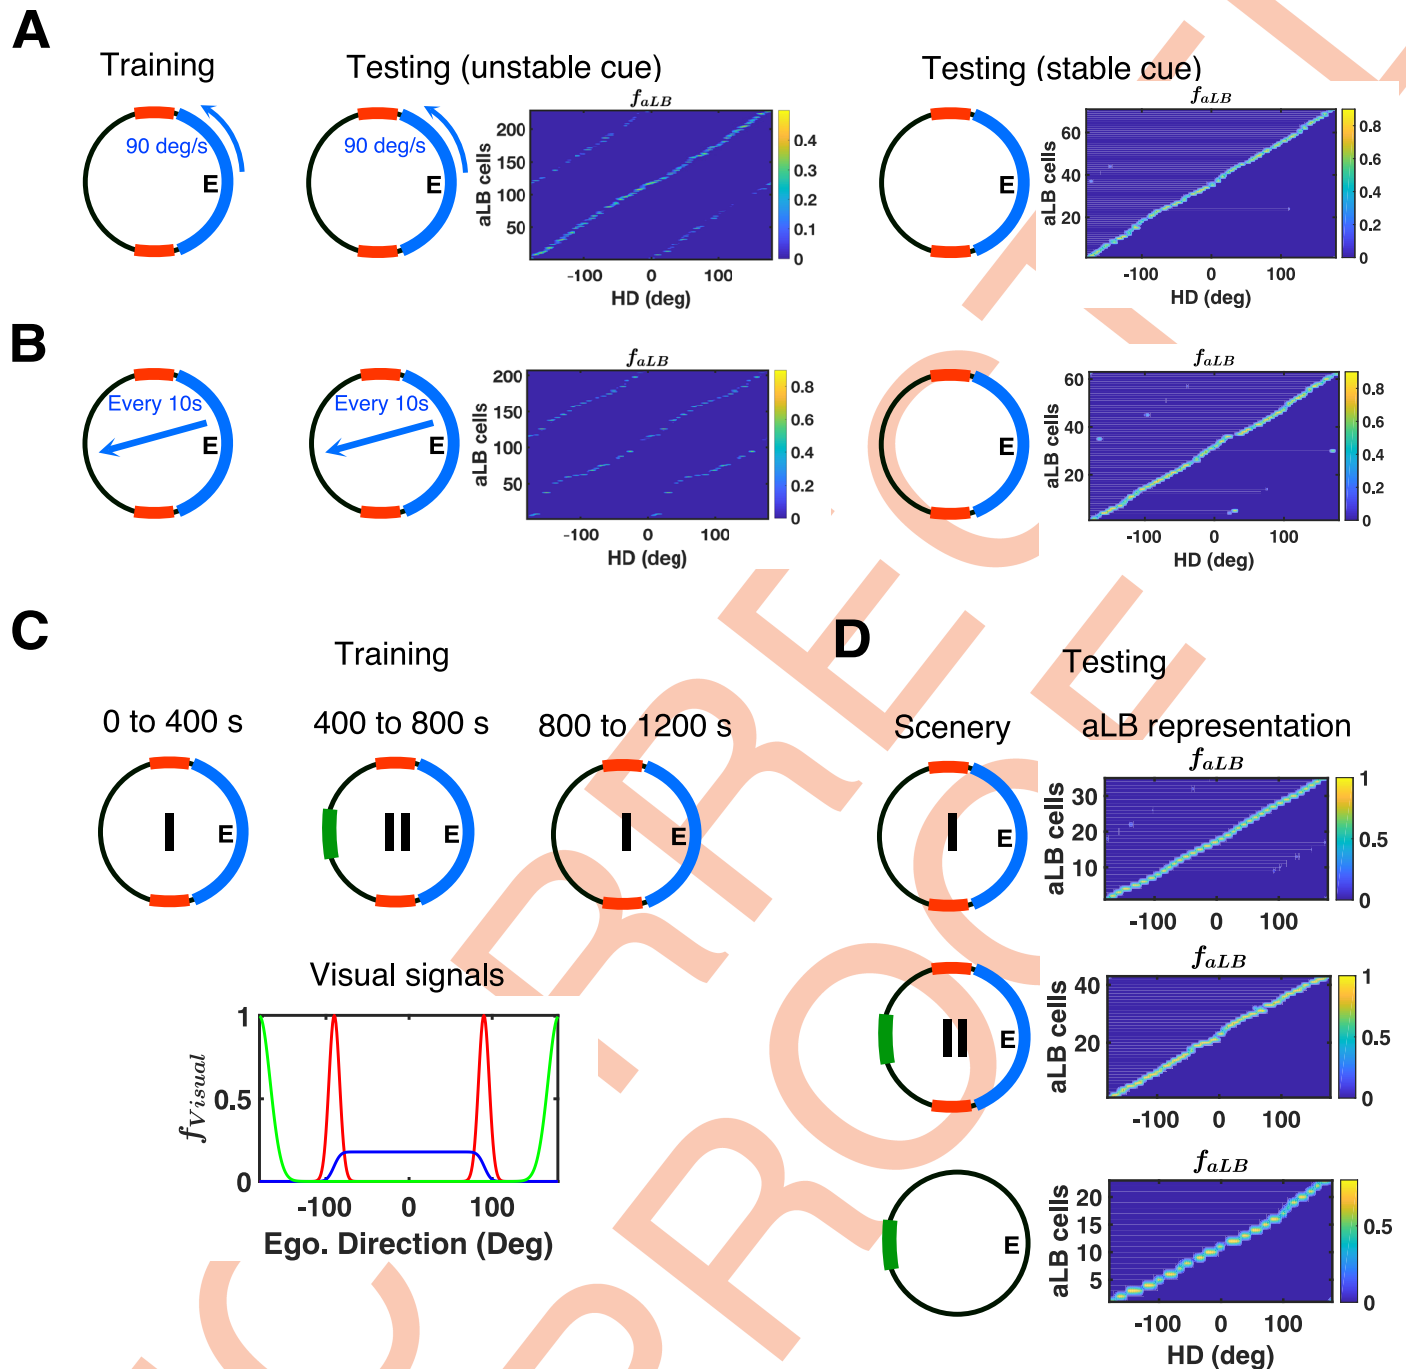 A
Training
Testing (unstable cue)
Testing (stable cue)
90 deg/s
E
90 deg/s
E
f_aLB
aLB cells
200
150
100
50
-100 0 100
HD (deg)
0.4
0.3
0.2
0.1
0
E
f_aLB
aLB cells
60
40
20
-100 0 100
HD (deg)
0.8
0.6
0.4
0.2
0
B
Every 10s
E
Every 10s
E
f_aLB
aLB cells
200
150
100
50
-100 0 100
HD (deg)
0.8
0.6
0.4
0.2
0
E
f_aLB
aLB cells
60
40
20
-100 0 100
HD (deg)
0.8
0.6
0.4
0.2
0
C
Training
0 to 400 s
400 to 800 s
800 to 1200 s
I E
II E
I E
Visual signals
f_Visual
1
0.5
0
-100 0 100
Ego. Direction (Deg)
D
Testing
Scenery
aLB representation
I E
f_aLB
aLB cells
30
20
10
-100 0 100
1
0.5
0
II E
f_aLB
aLB cells
40
20
-100 0 100
1
0.5
0
E
f_aLB
aLB cells
20
15
10
5
-100 0 100
HD (deg)
0.5
0